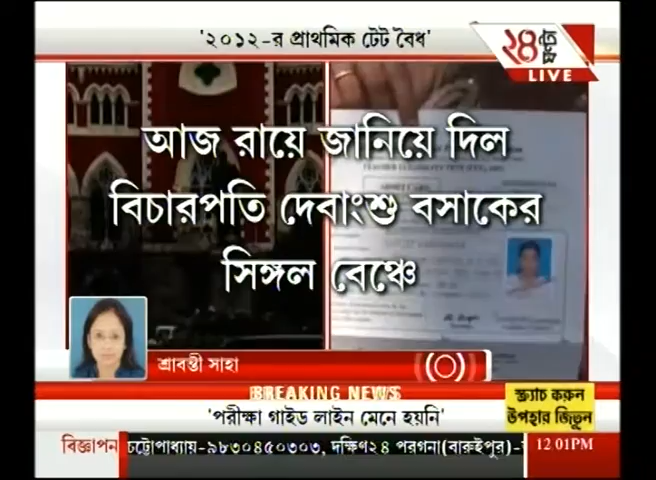 '২০১২-র প্রাথমিক টেট বৈধ'
২৪ ঘণ্টা
LIVE
আজ রায়ে জানিয়ে দিল
বিচারপতি দেবাংশু বসাকের
সিঙ্গল বেঞ্চে
শ্রাবন্তী সাহা
BREAKING NEWS
'পরীক্ষা গাইড লাইন মেনে হয়নি'
স্ক্র্যাচ করুন
উপহার জিতুন
বিজ্ঞাপন
চট্টোপাধ্যায়-৯৮৩০৪৫০৩০৩, দক্ষিণ২৪ পরগনা(বারুইপুর)-
12:01PM